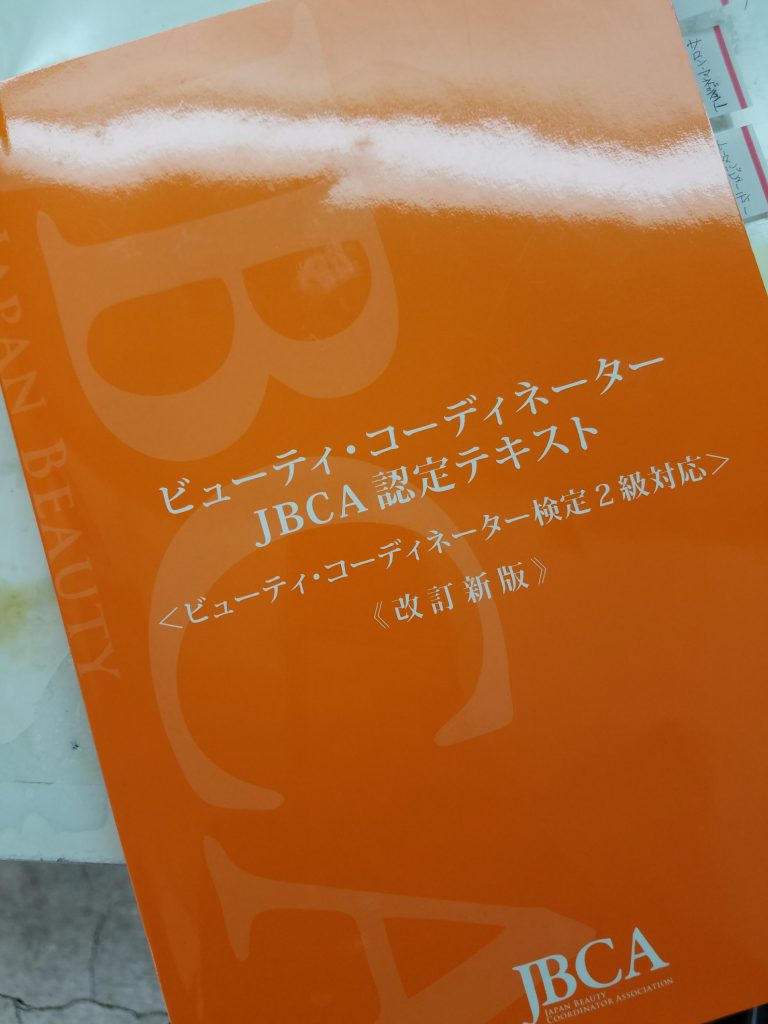 ビューティ・コーディネーター
JBCA 認定テキスト
<ビューティ・コーディネーター検定2級対応>
《改訂新版》
JBCA
JAPAN BEAUTY
COORDINATOR ASSOCIATION
JBCA
JAPAN BEAUTY